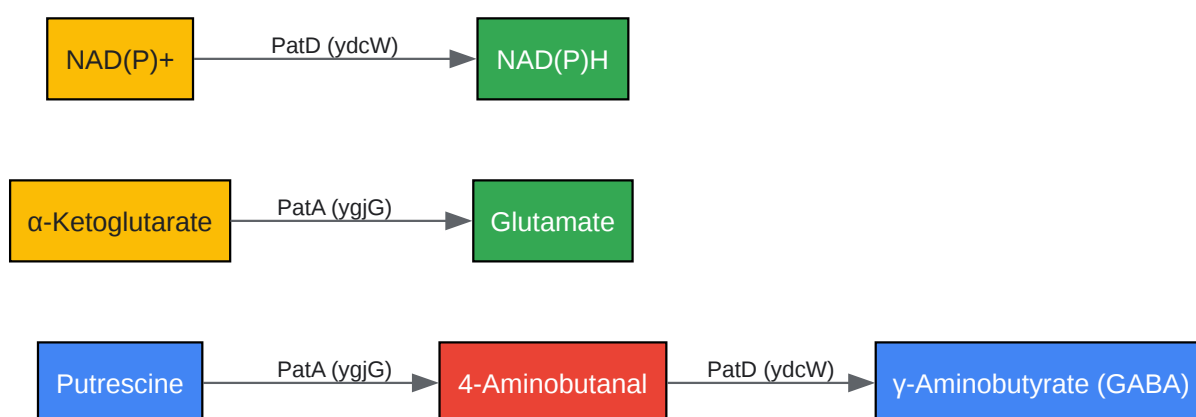 PatD (ydcW)
NAD(P)+
NAD(P)H
PatA (ygjG)
α-Ketoglutarate
Glutamate
PatA (ygjG)
PatD (ydcW)
Putrescine
4-Aminobutanal
γ-Aminobutyrate (GABA)